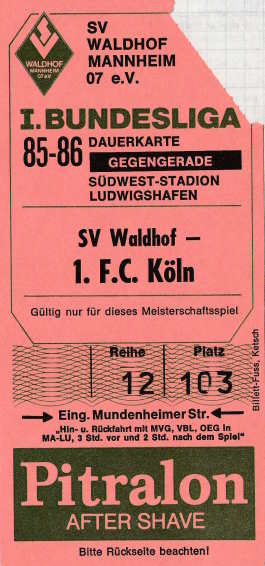 WALDHOF
MANNHEIM
07 e.V
SV
WALDHOF
MANNHEIM
07 e.V.
I. BUNDESLIGA
85-86 DAUERKARTE
GEGENGERADE
SÜDWEST-STADION
LUDWIGSHAFEN
SV Waldhof –
1. F.C. Köln
Gültig nur für dieses Meisterschaftsspiel
Reihe Platz
12 103
Eing. Mundenheimer Str.
„Hin- u. Rückfahrt mit MVG, VBL, OEG in
MA-LU, 3 Std. vor und 2 Std. nach dem Spiel"
Billett-Fuss, Ketsch
Pitralon
AFTER SHAVE
Bitte Rückseite beachten!